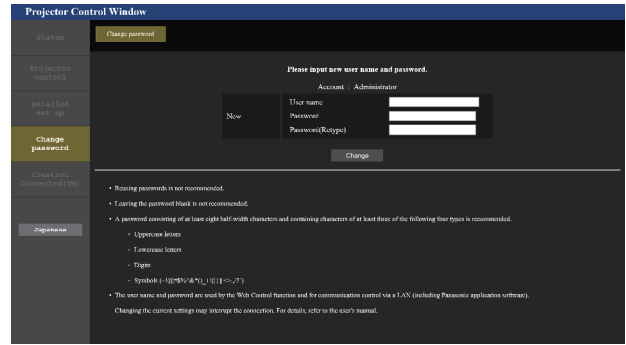 Projector Control Window
Status
Change password
Projector
control
Please input new user name and password.
Account : Administrator
Detailed
set up
User name
New
Password
Password(Retype)
Change
password
Change
Crestron
Connected(TM)
• Reusing passwords is not recommended.
• Leaving the password blank is not recommended.
• A password consisting of at least eight half-width characters and containing characters of at least three of the following four types is recommended.
Japanese
- Uppercase letters
- Lowercase letters
- Digits
- Symbols
• The user name and password are used by the Web Control function and for communication control via a LAN (including Panasonic application software).
Changing the current settings may interrupt the connection. For details, refer to the user's manual.